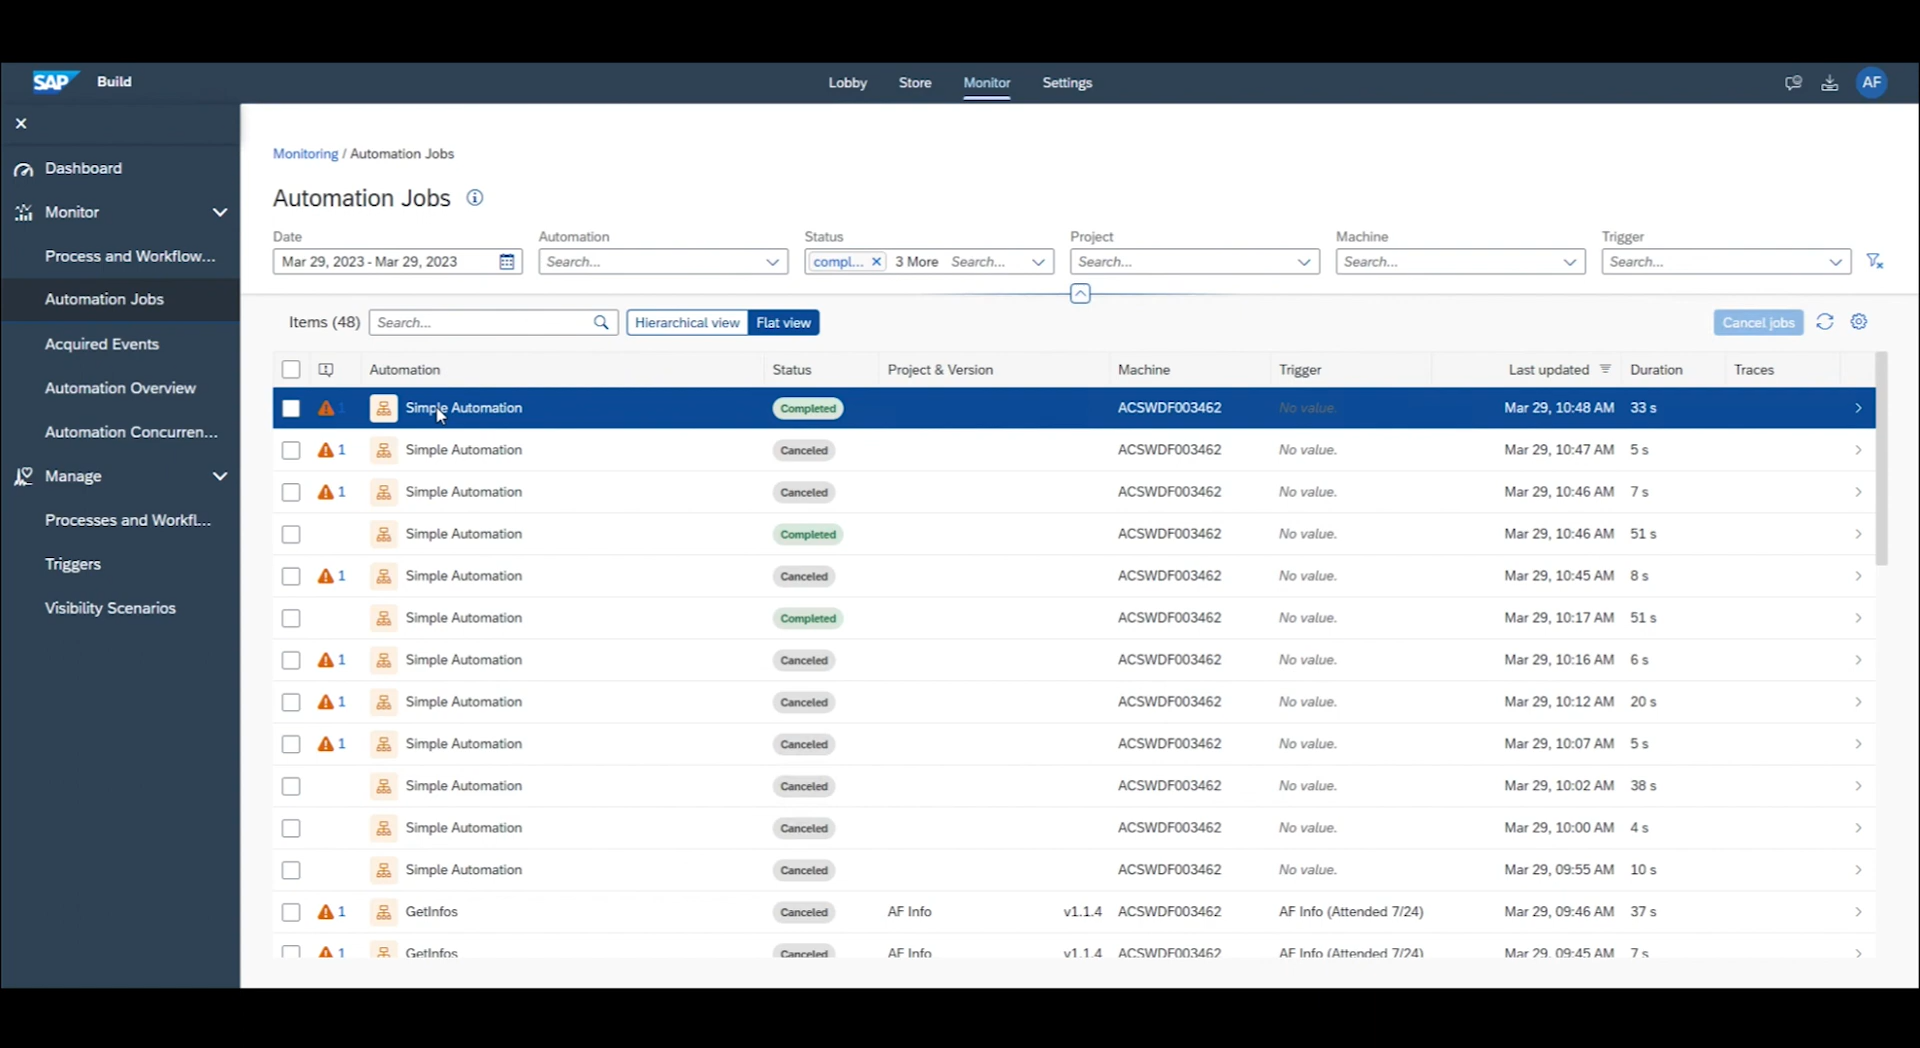 SAP Build Lobby Store Monitor Settings AF
Dashboard
Monitor
Process and Workflow...
Automation Jobs
Acquired Events
Automation Overview
Automation Concurren...
Manage
Processes and Workfl...
Triggers
Visibility Scenarios
Monitoring / Automation Jobs
Automation Jobs
Date Automation Status Project Machine Trigger
Mar 29, 2023 - Mar 29, 2023 Search... compl... 3 More Search... Search... Search... Search...
Items (48) Search... Hierarchical view Flat view Cancel jobs
Automation Status Project & Version Machine Trigger Last updated Duration Traces
1 Simple Automation Completed ACSWDF003462 No value. Mar 29, 10:48 AM 33 s
1 Simple Automation Canceled ACSWDF003462 No value. Mar 29, 10:47 AM 5 s
1 Simple Automation Canceled ACSWDF003462 No value. Mar 29, 10:46 AM 7 s
Simple Automation Completed ACSWDF003462 No value. Mar 29, 10:46 AM 51 s
1 Simple Automation Canceled ACSWDF003462 No value. Mar 29, 10:45 AM 8 s
Simple Automation Completed ACSWDF003462 No value. Mar 29, 10:17 AM 51 s
1 Simple Automation Canceled ACSWDF003462 No value. Mar 29, 10:16 AM 6 s
1 Simple Automation Canceled ACSWDF003462 No value. Mar 29, 10:12 AM 20 s
1 Simple Automation Canceled ACSWDF003462 No value. Mar 29, 10:07 AM 5 s
Simple Automation Canceled ACSWDF003462 No value. Mar 29, 10:02 AM 38 s
Simple Automation Canceled ACSWDF003462 No value. Mar 29, 10:00 AM 4 s
Simple Automation Canceled ACSWDF003462 No value. Mar 29, 09:55 AM 10 s
1 GetInfos Canceled AF Info v1.1.4 ACSWDF003462 AF Info (Attended 7/24) Mar 29, 09:46 AM 37 s
1 GetInfos Canceled AF Info v1.1.4 ACSWDF003462 AF Info (Attended 7/24) Mar 29, 09:45 AM 7 s